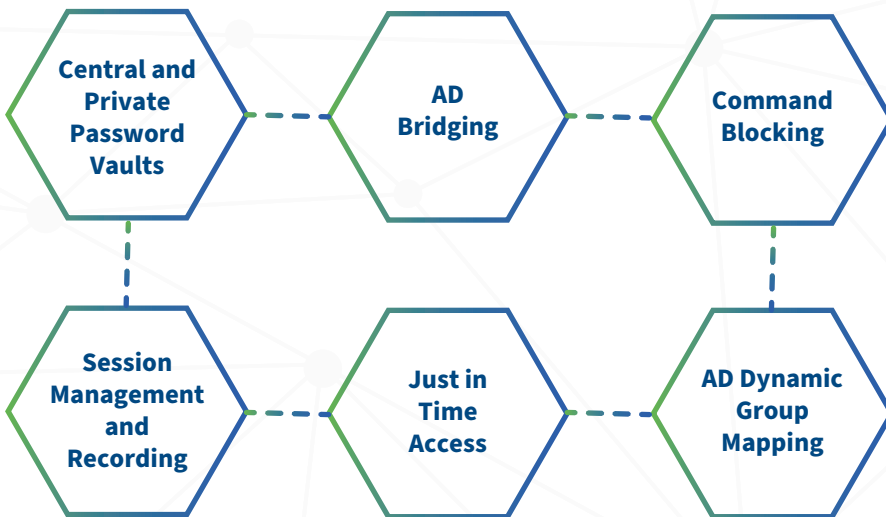 Central and
Private
Password
Vaults
AD
Bridging
Command
Blocking
Session
Management
and
Recording
Just in
Time
Access
AD Dynamic
Group
Mapping